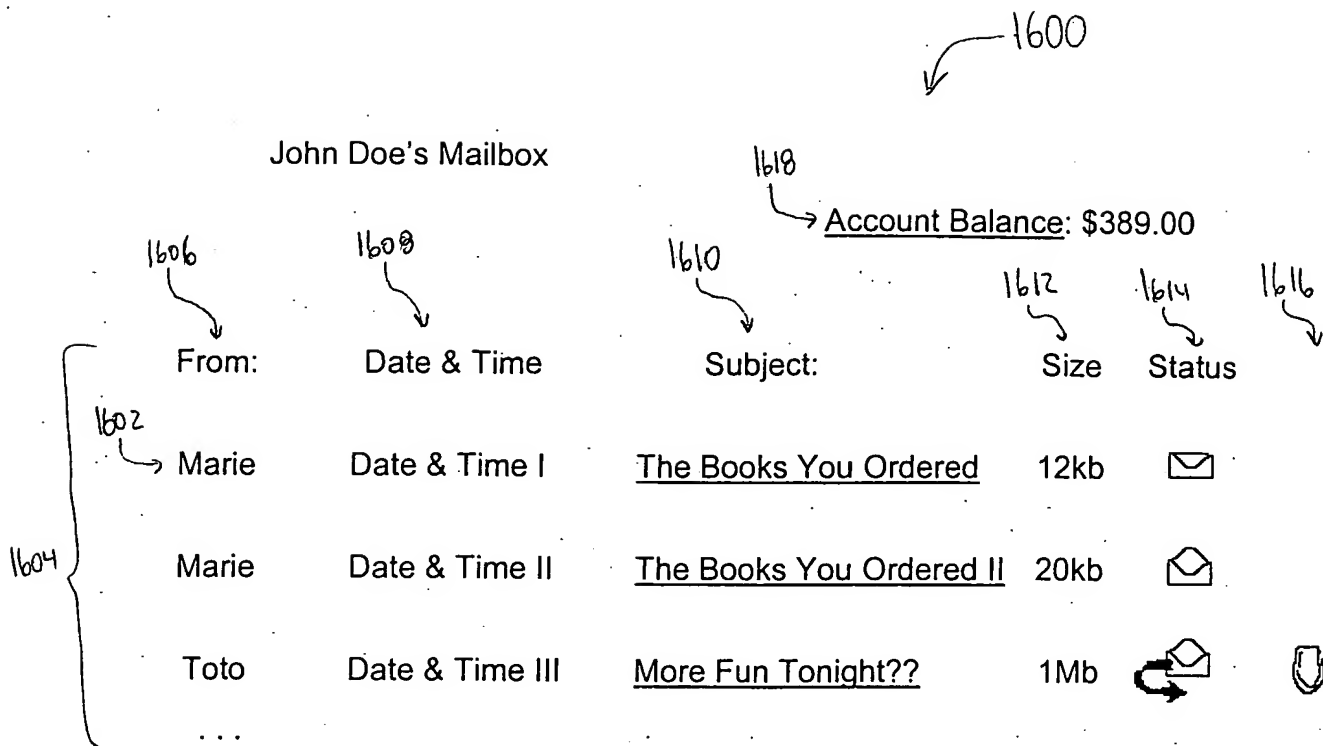 1600
John Doe's Mailbox
1618
Account Balance: $389.00
1606 1608 1610 1612 1614 1616
From: Date & Time Subject: Size Status
1602
Marie Date & Time I The Books You Ordered 12kb
1604
Marie Date & Time II The Books You Ordered II 20kb
Toto Date & Time III More Fun Tonight?? 1Mb
...